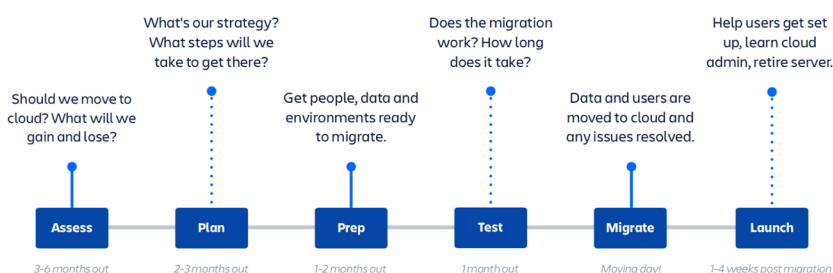 What's our strategy?
What steps will we
take to get there?
Does the migration
work? How long
does it take?
Help users get set
up, learn cloud
admin, retire server.
Should we move to
cloud? What will we
gain and lose?
Get people, data and
environments ready
to migrate.
Data and users are
moved to cloud and
any issues resolved.
Assess
Plan
Prep
Test
Migrate
Launch
3-6 months out
2-3 months out
1-2 months out
1 month out
Moving day!
1-4 weeks post migration